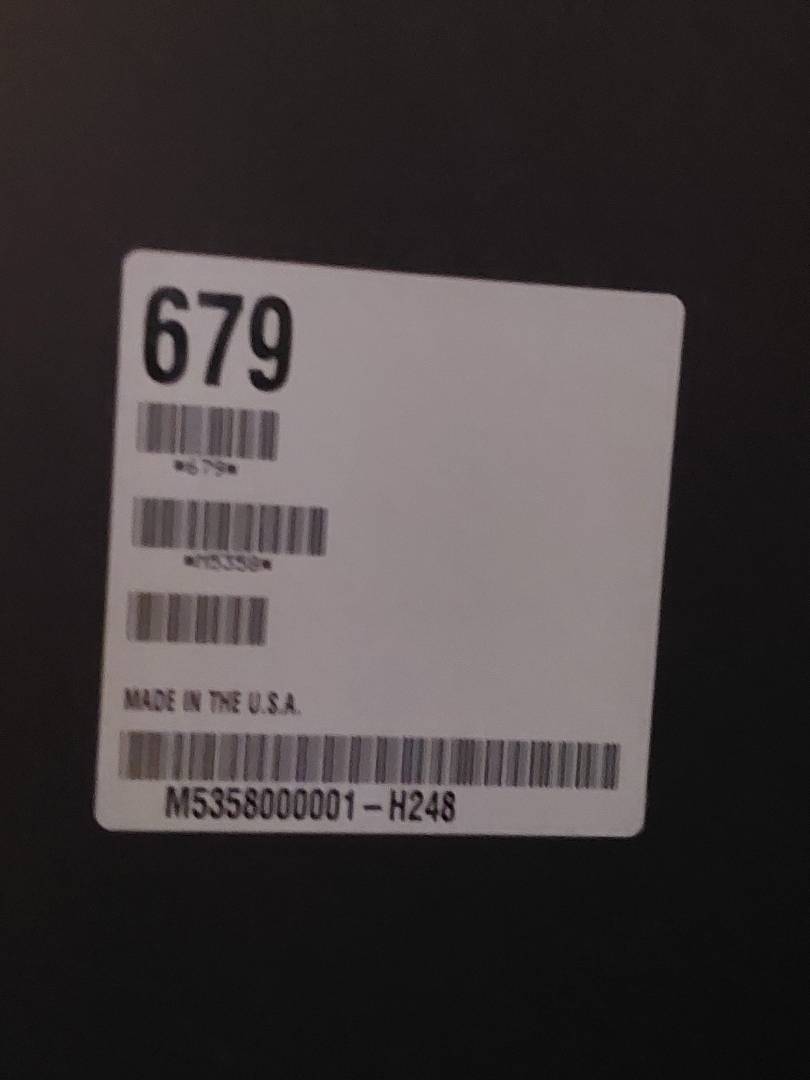 679
*679*
*M5358*
MADE IN THE U.S.A.
M5358000001-H248